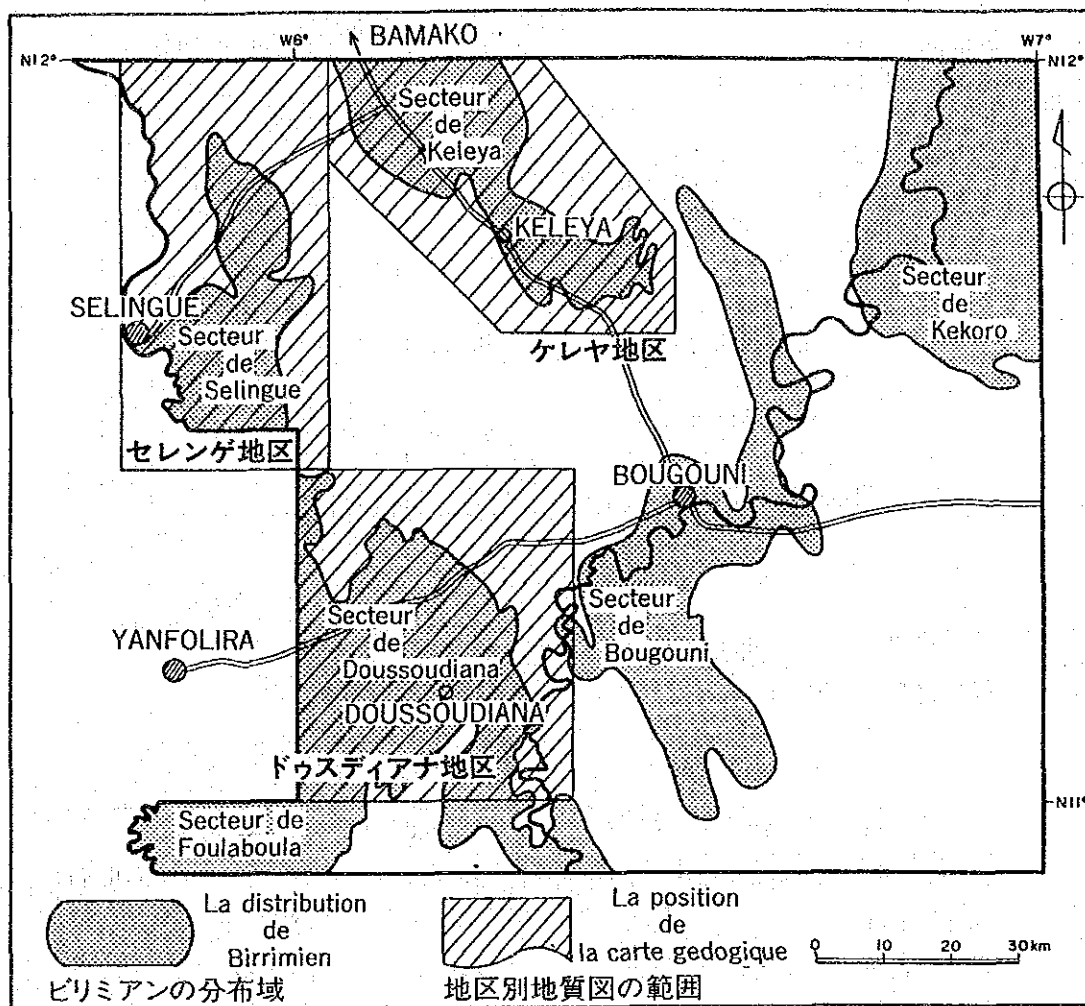 BAMAKO
W6°
W7°
N12°
N12°
Secteur
de
Keleya
KELEYA
Secteur
de
Kekoro
SELINGUE
Secteur
de
Selingue
ケレヤ地区
セレンゲ地区
BOUGOUNI
Secteur
de
Bougouni
YANFOLIRA
Secteur
de
Doussoudiana
DOUSSOUDIANA
ドゥスディアナ地区
N11°
Secteur de
Foulaboula
La distribution
de
Birrimien
ビリミアンの分布域
La position
de
la carte gedogique
地区別地質図の範囲
0 10 20 30km